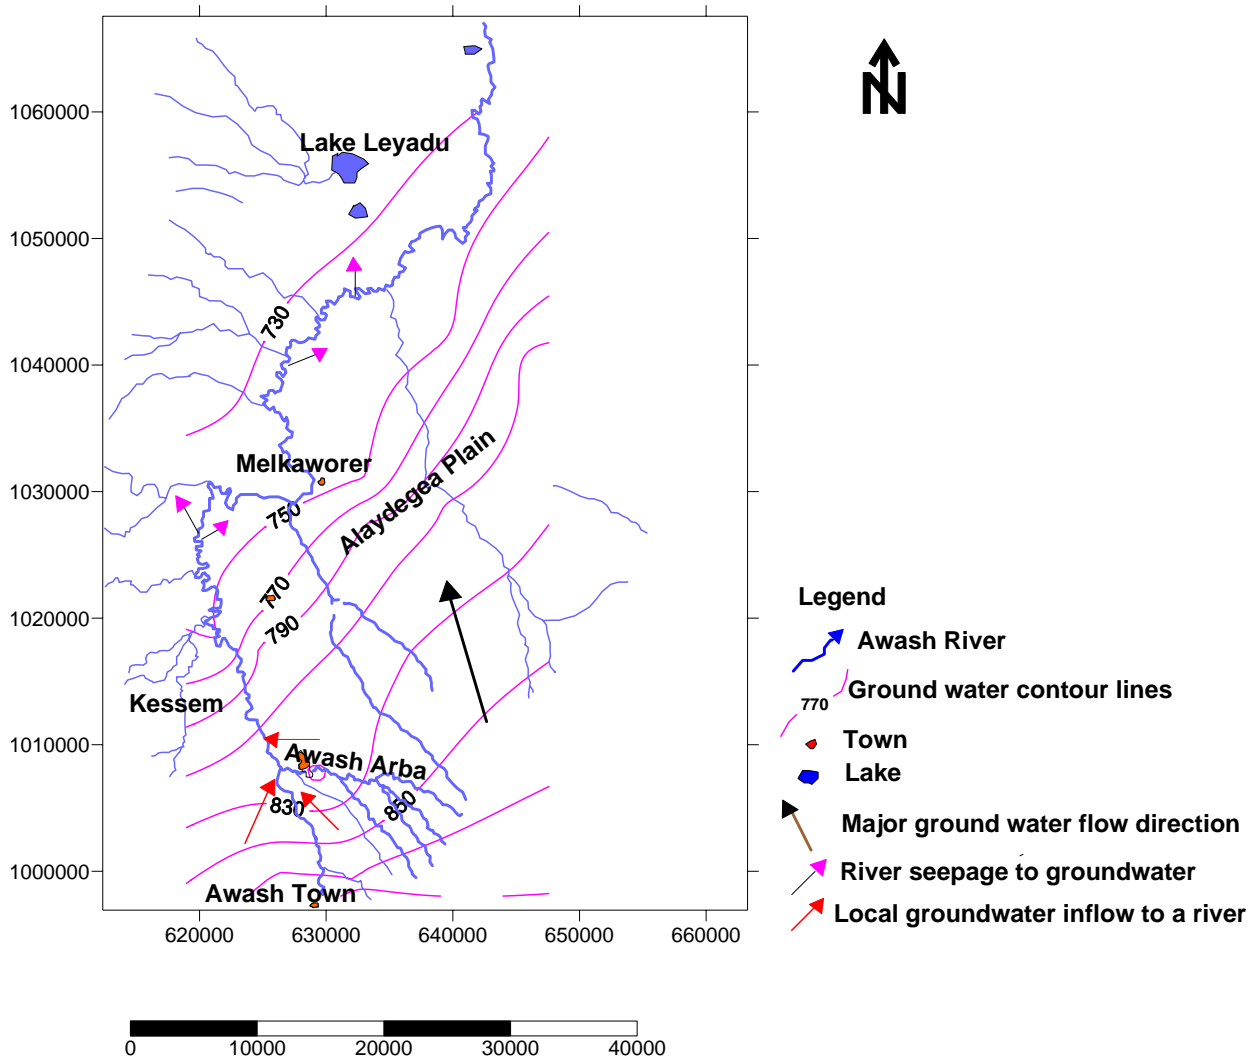 N
1060000
1050000
1040000
1030000
1020000
1010000
1000000
Lake Leyadu
730
Melkaworer
750
Alaydegea Plain
770
790
Kessem
Awash Arba
830
850
Awash Town
620000 630000 640000 650000 660000
0 10000 20000 30000 40000
Legend
Awash River
770 Ground water contour lines
Town
Lake
Major ground water flow direction
River seepage to groundwater
Local groundwater inflow to a river